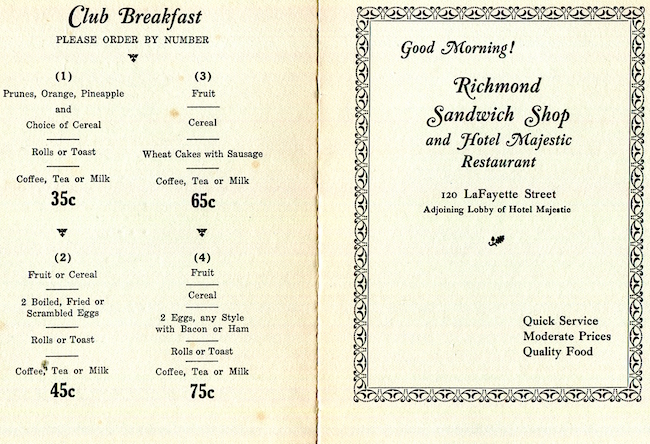 Club Breakfast
PLEASE ORDER BY NUMBER
(1)
Prunes, Orange, Pineapple
and
Choice of Cereal
Rolls or Toast
Coffee, Tea or Milk
35c
(2)
Fruit or Cereal
2 Boiled, Fried or
Scrambled Eggs
Rolls or Toast
Coffee, Tea or Milk
45c
(3)
Fruit
Cereal
Wheat Cakes with Sausage
Coffee, Tea or Milk
65c
(4)
Fruit
Cereal
2 Eggs, any Style
with Bacon or Ham
Rolls or Toast
Coffee, Tea or Milk
75c
Good Morning!
Richmond
Sandwich Shop
and Hotel Majestic
Restaurant
120 LaFayette Street
Adjoining Lobby of Hotel Majestic
Quick Service
Moderate Prices
Quality Food